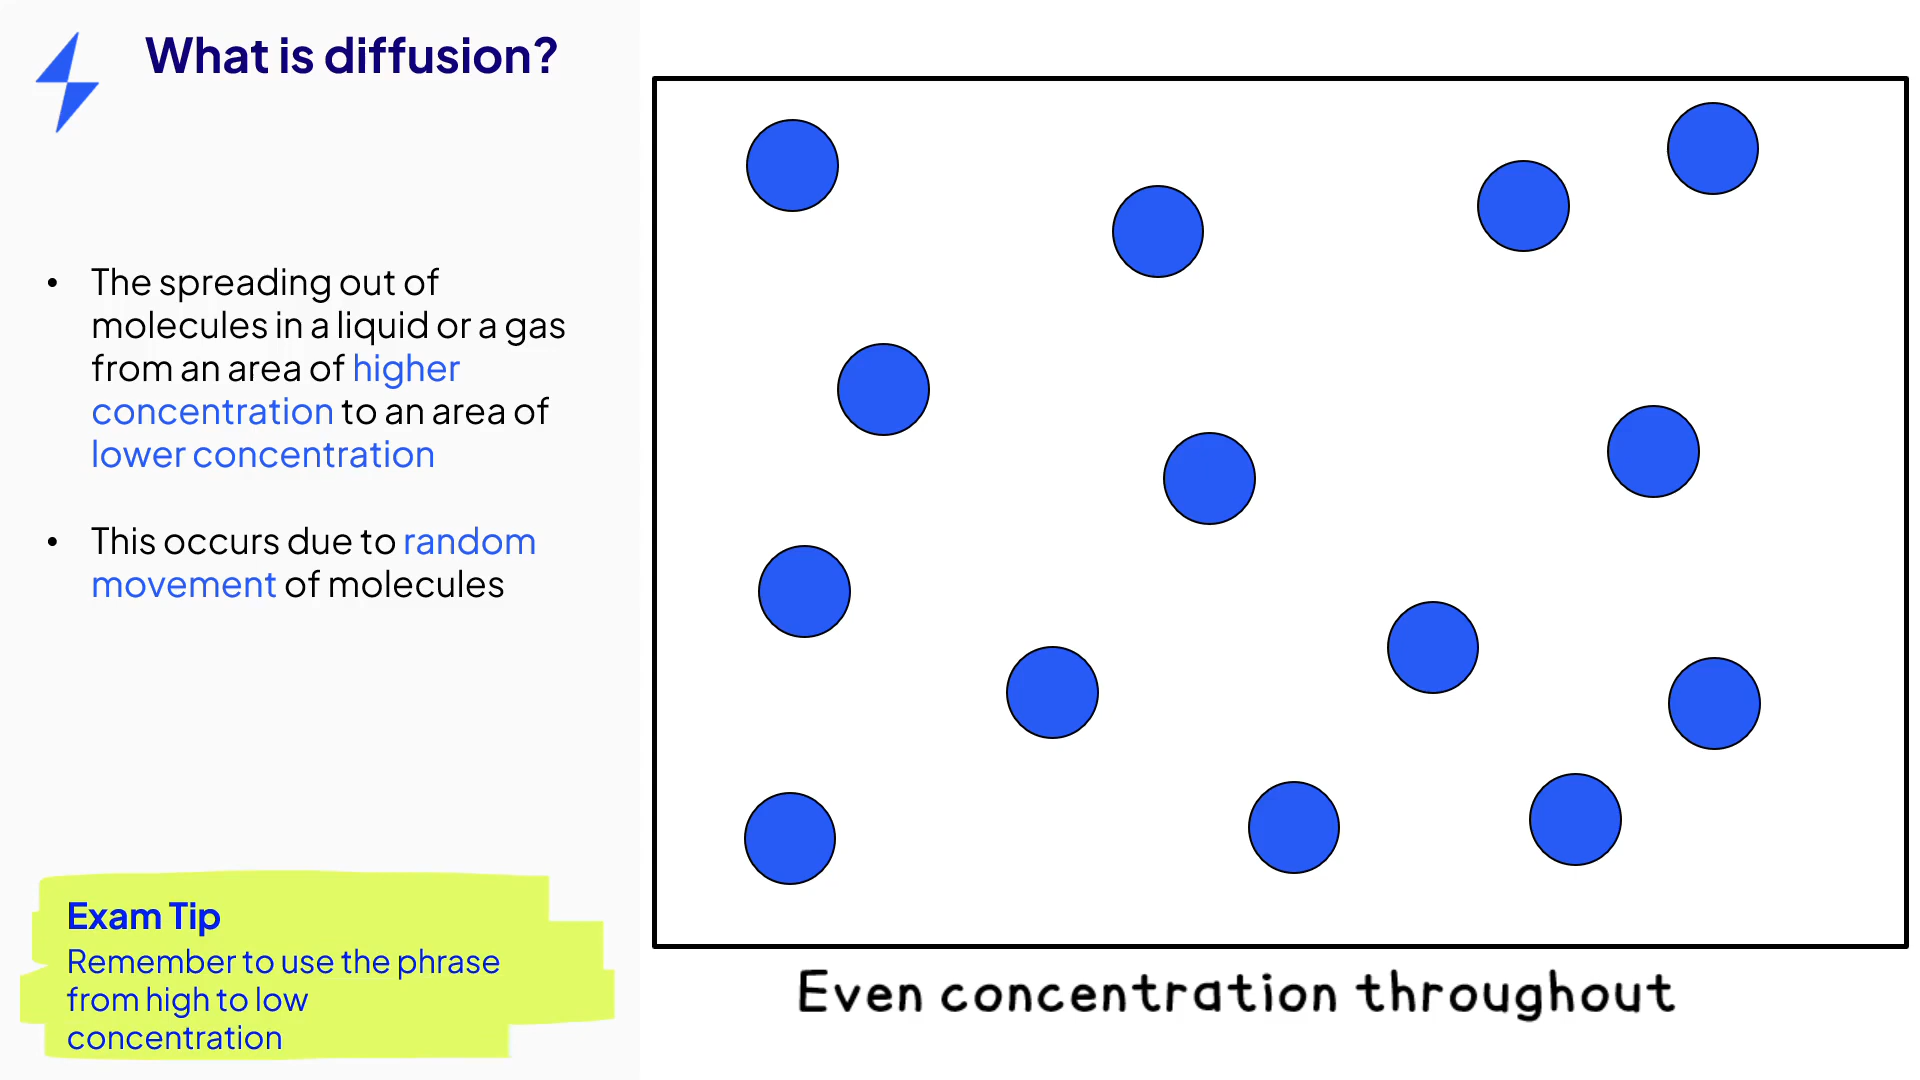 What is diffusion?
• The spreading out of
molecules in a liquid or a gas
from an area of higher
concentration to an area of
lower concentration
• This occurs due to random
movement of molecules
Exam Tip
Remember to use the phrase
from high to low
concentration
Even concentration throughout